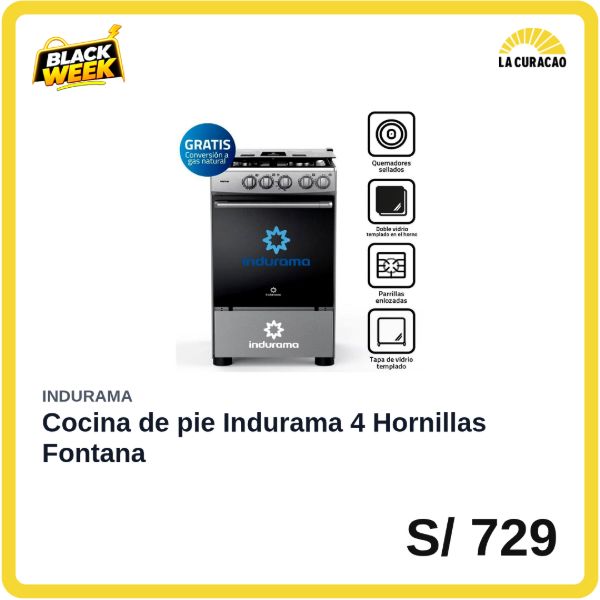 BLACK
WEEK
LA CURACAO
GRATIS
Conversión a
gas natural
Quemadores
sellados
Doble vidrio
templado en el horno
Parrillas
enlozadas
Tapa de vidrio
templado
indurama
indurama
INDURAMA
Cocina de pie Indurama 4 Hornillas
Fontana
S/ 729